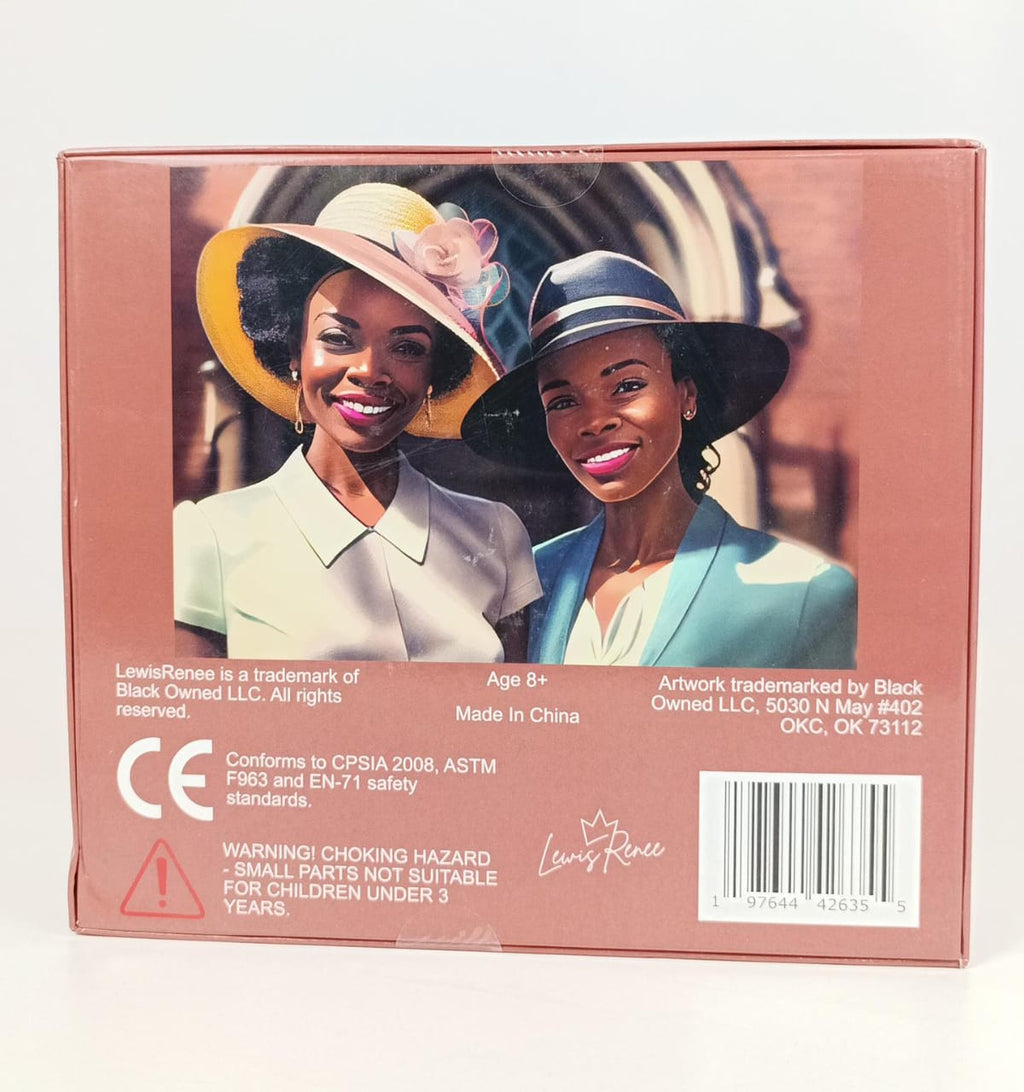 LewisRenee is a trademark of
Black Owned LLC. All rights
reserved.
Age 8+
Made In China
Artwork trademarked by Black
Owned LLC, 5030 N May #402
OKC, OK 73112
CE
Conforms to CPSIA 2008, ASTM
F963 and EN-71 safety
standards.
WARNING! CHOKING HAZARD
- SMALL PARTS NOT SUITABLE
FOR CHILDREN UNDER 3
YEARS.
Lewis Renee
1 97644 42635 5